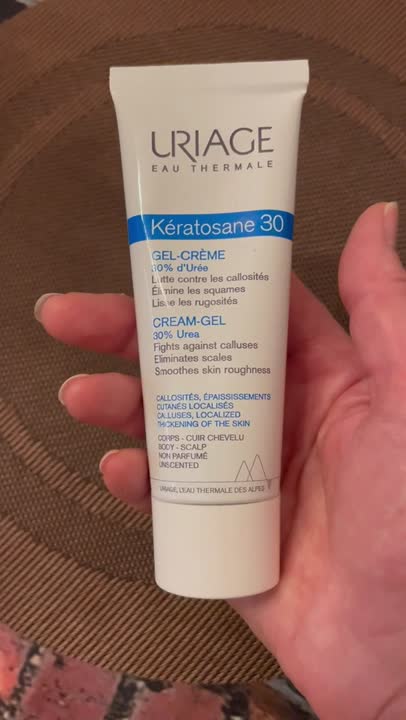 URIAGE
EAU THERMALE
Kératosane 30
GEL-CRÈME
30% d'Urée
Lutte contre les callosités
Élimine les squames
Lisse les rugosités
CREAM-GEL
30% Urea
Fights against calluses
Eliminates scales
Smoothes skin roughness
CALLOSITÉS, ÉPAISSISSEMENTS
CUTANÉS LOCALISÉS
CALLUSES, LOCALIZED
THICKENING OF THE SKIN
CORPS - CUIR CHEVELU
BODY - SCALP
NON PARFUMÉ
UNSCENTED
URIAGE, L'EAU THERMALE DES ALPES